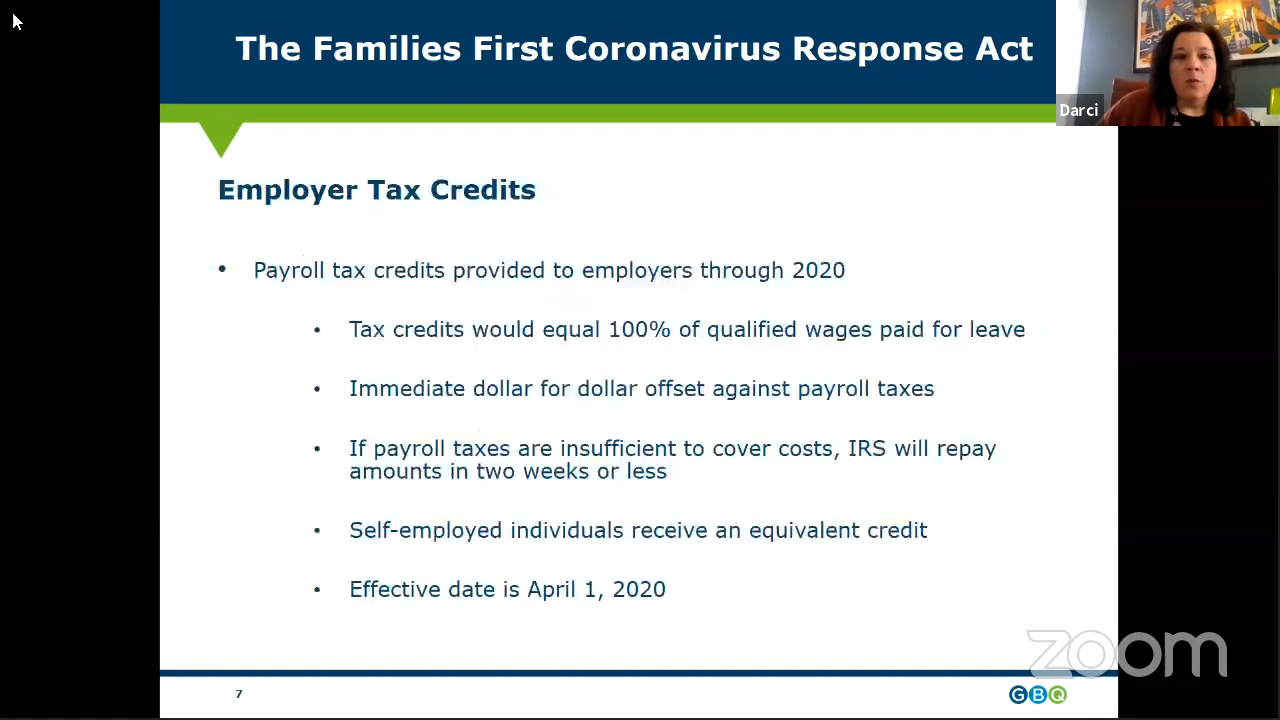 The Families First Coronavirus Response Act
Darci
Employer Tax Credits
• Payroll tax credits provided to employers through 2020
• Tax credits would equal 100% of qualified wages paid for leave
• Immediate dollar for dollar offset against payroll taxes
• If payroll taxes are insufficient to cover costs, IRS will repay
amounts in two weeks or less
• Self-employed individuals receive an equivalent credit
• Effective date is April 1, 2020
zoom
7
GBQ